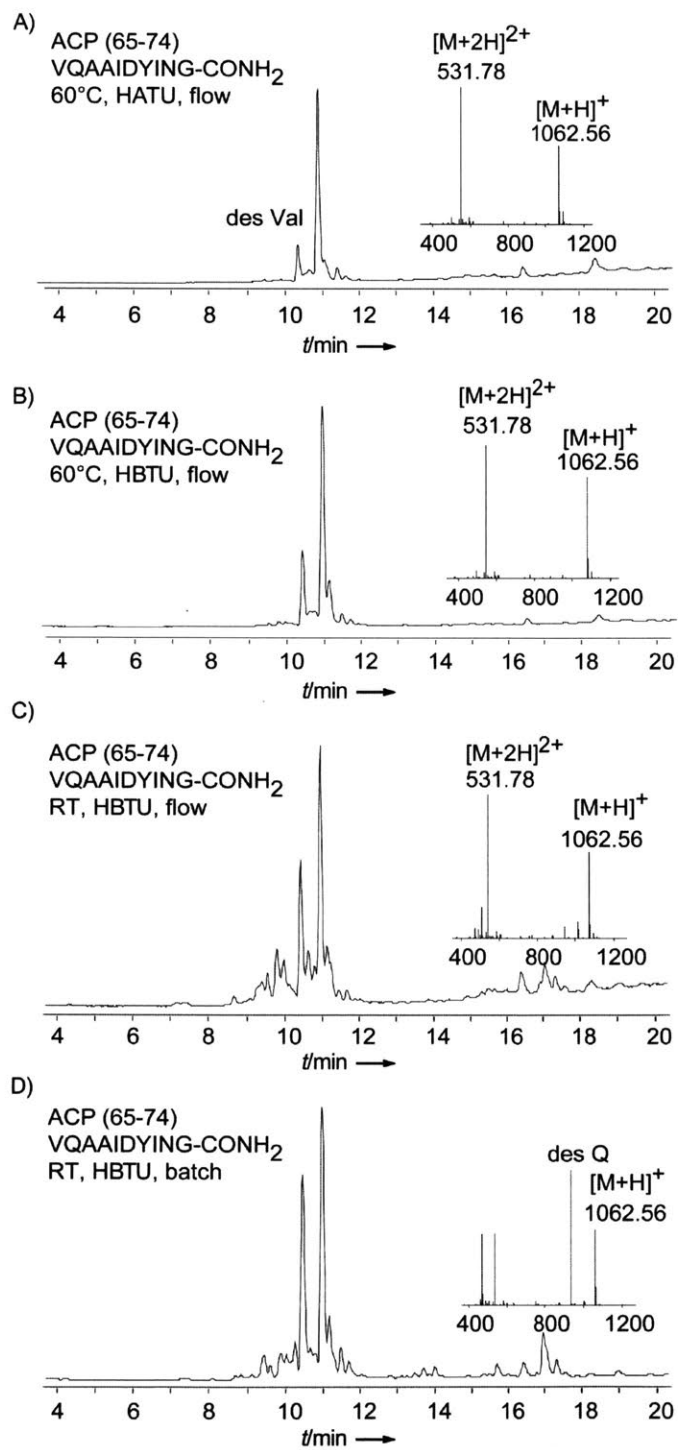 A)
ACP (65-74)
VQAAIDYING-CONH2
60°C, HATU, flow
des Val
[M+2H]2+
531.78
[M+H]+
1062.56
400 800 1200
4 6 8 10 12 14 16 18 20
t/min
B)
ACP (65-74)
VQAAIDYING-CONH2
60°C, HBTU, flow
[M+2H]2+
531.78
[M+H]+
1062.56
400 800 1200
4 6 8 10 12 14 16 18 20
t/min
C)
ACP (65-74)
VQAAIDYING-CONH2
RT, HBTU, flow
[M+2H]2+
531.78
[M+H]+
1062.56
400 800 1200
4 6 8 10 12 14 16 18 20
t/min
D)
ACP (65-74)
VQAAIDYING-CONH2
RT, HBTU, batch
des Q
[M+H]+
1062.56
400 800 1200
4 6 8 10 12 14 16 18 20
t/min